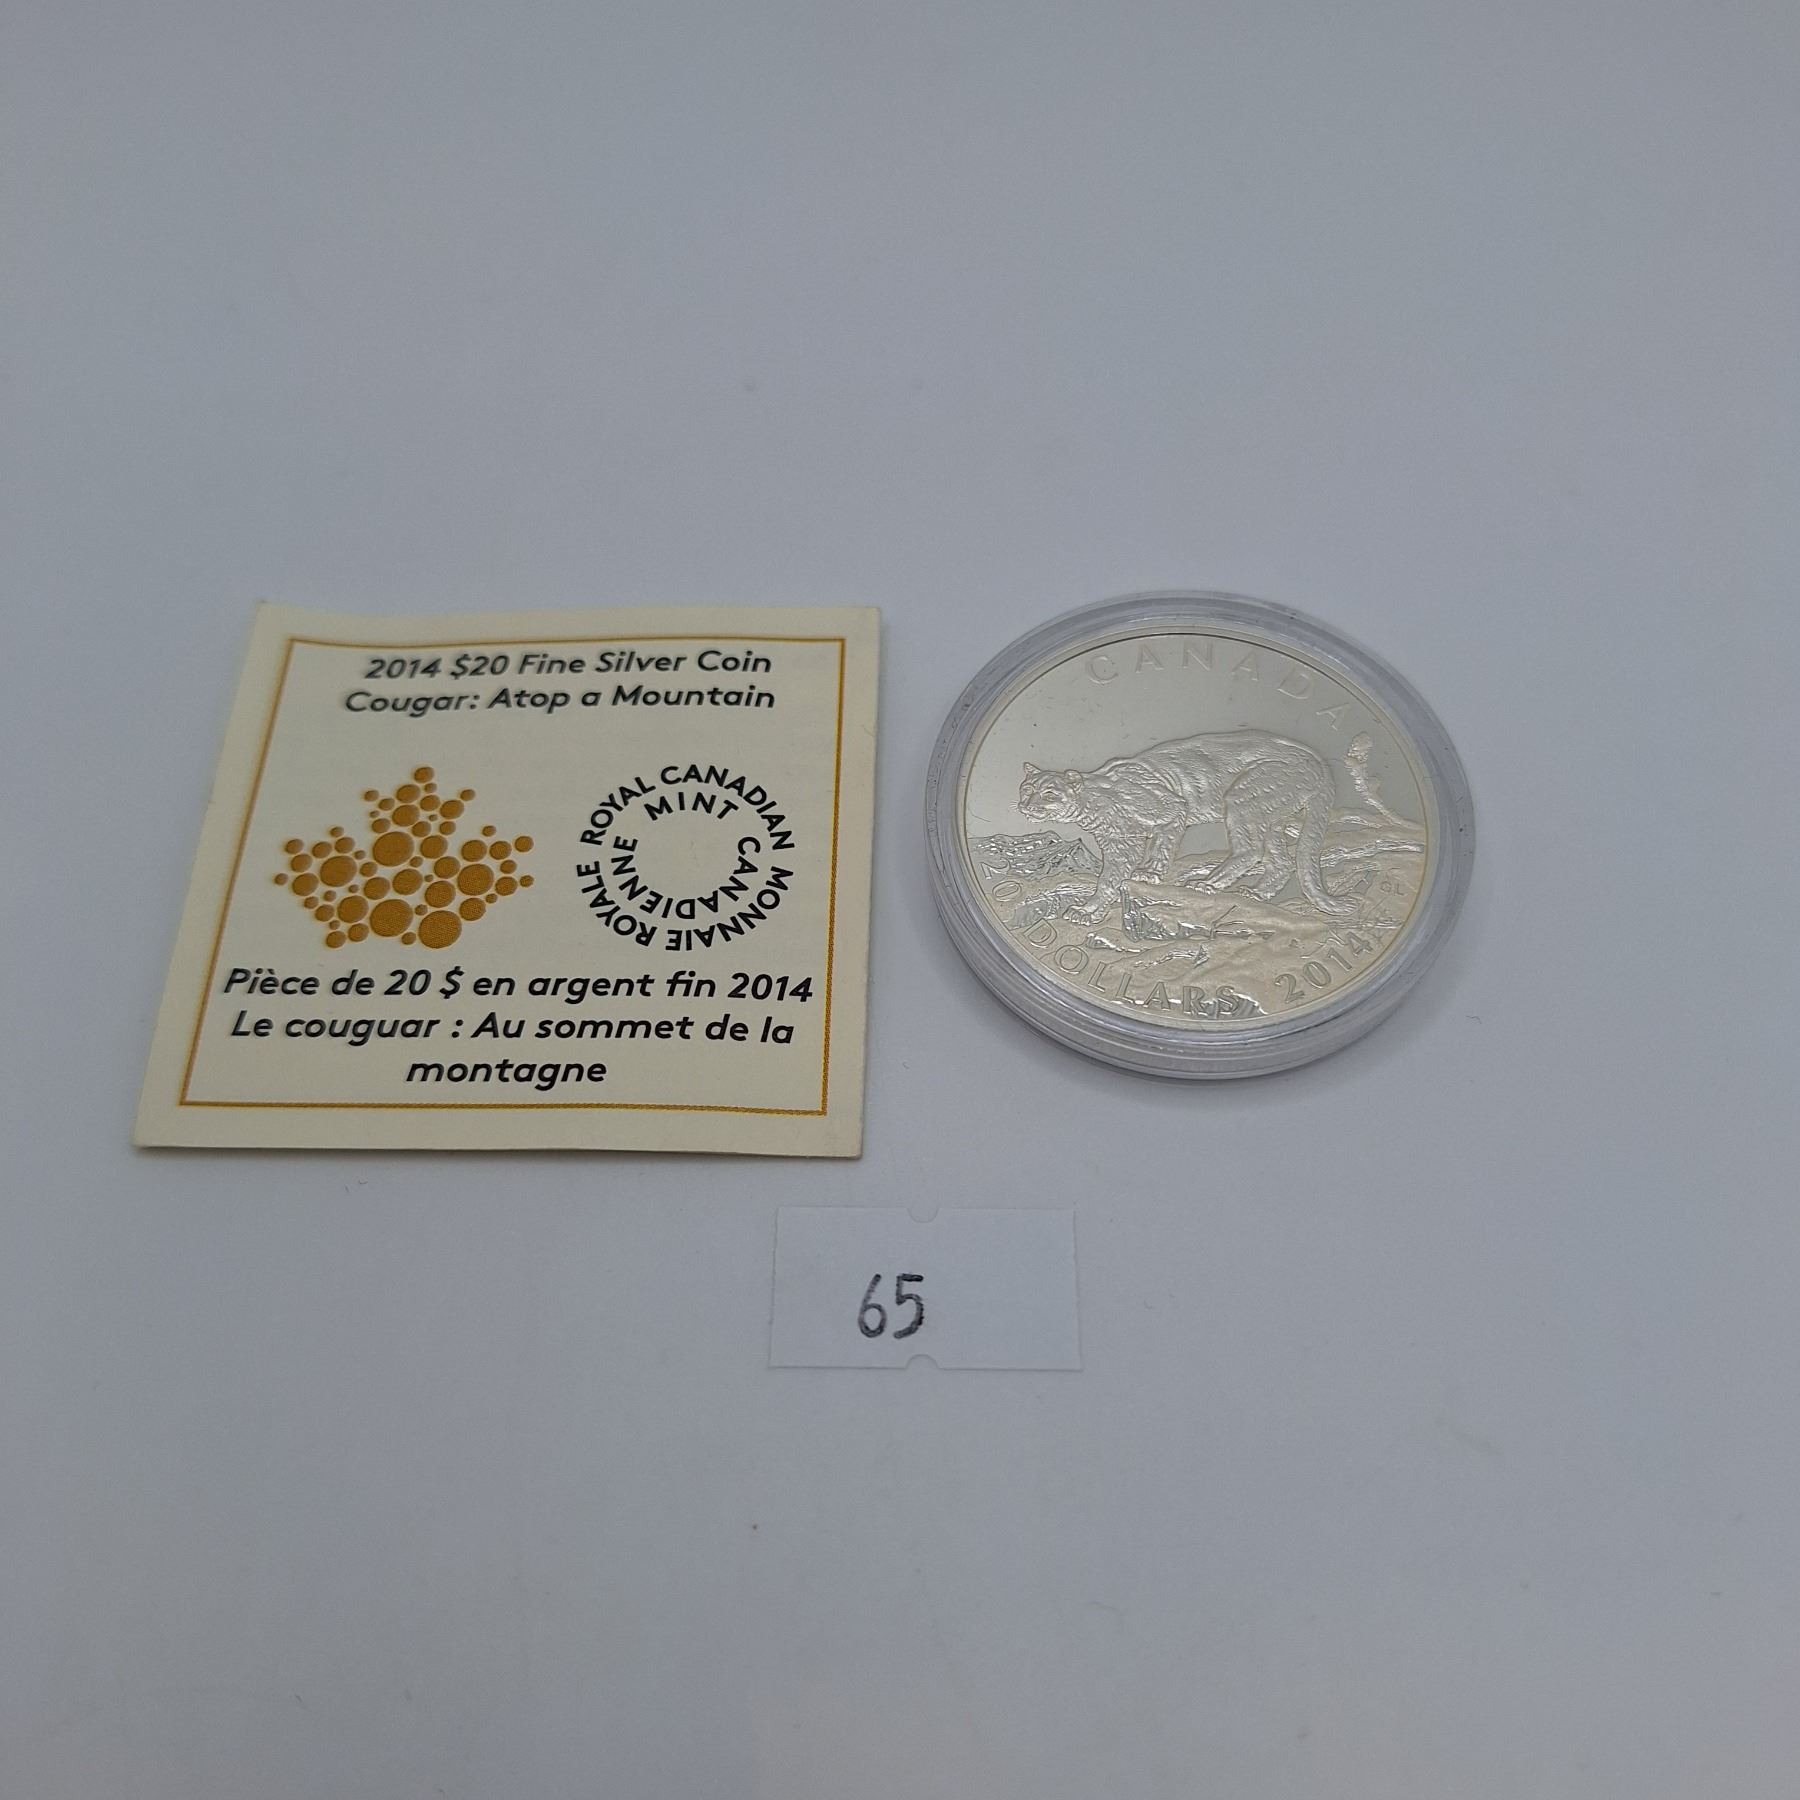 2014 $20 Fine Silver Coin
Cougar: Atop a Mountain
ROYAL CANADIAN MINT
MONNAIE ROYALE CANADIENNE
Pièce de 20 $ en argent fin 2014
Le couguar : Au sommet de la
montagne
CANADA
GL
20 DOLLARS 2014
65